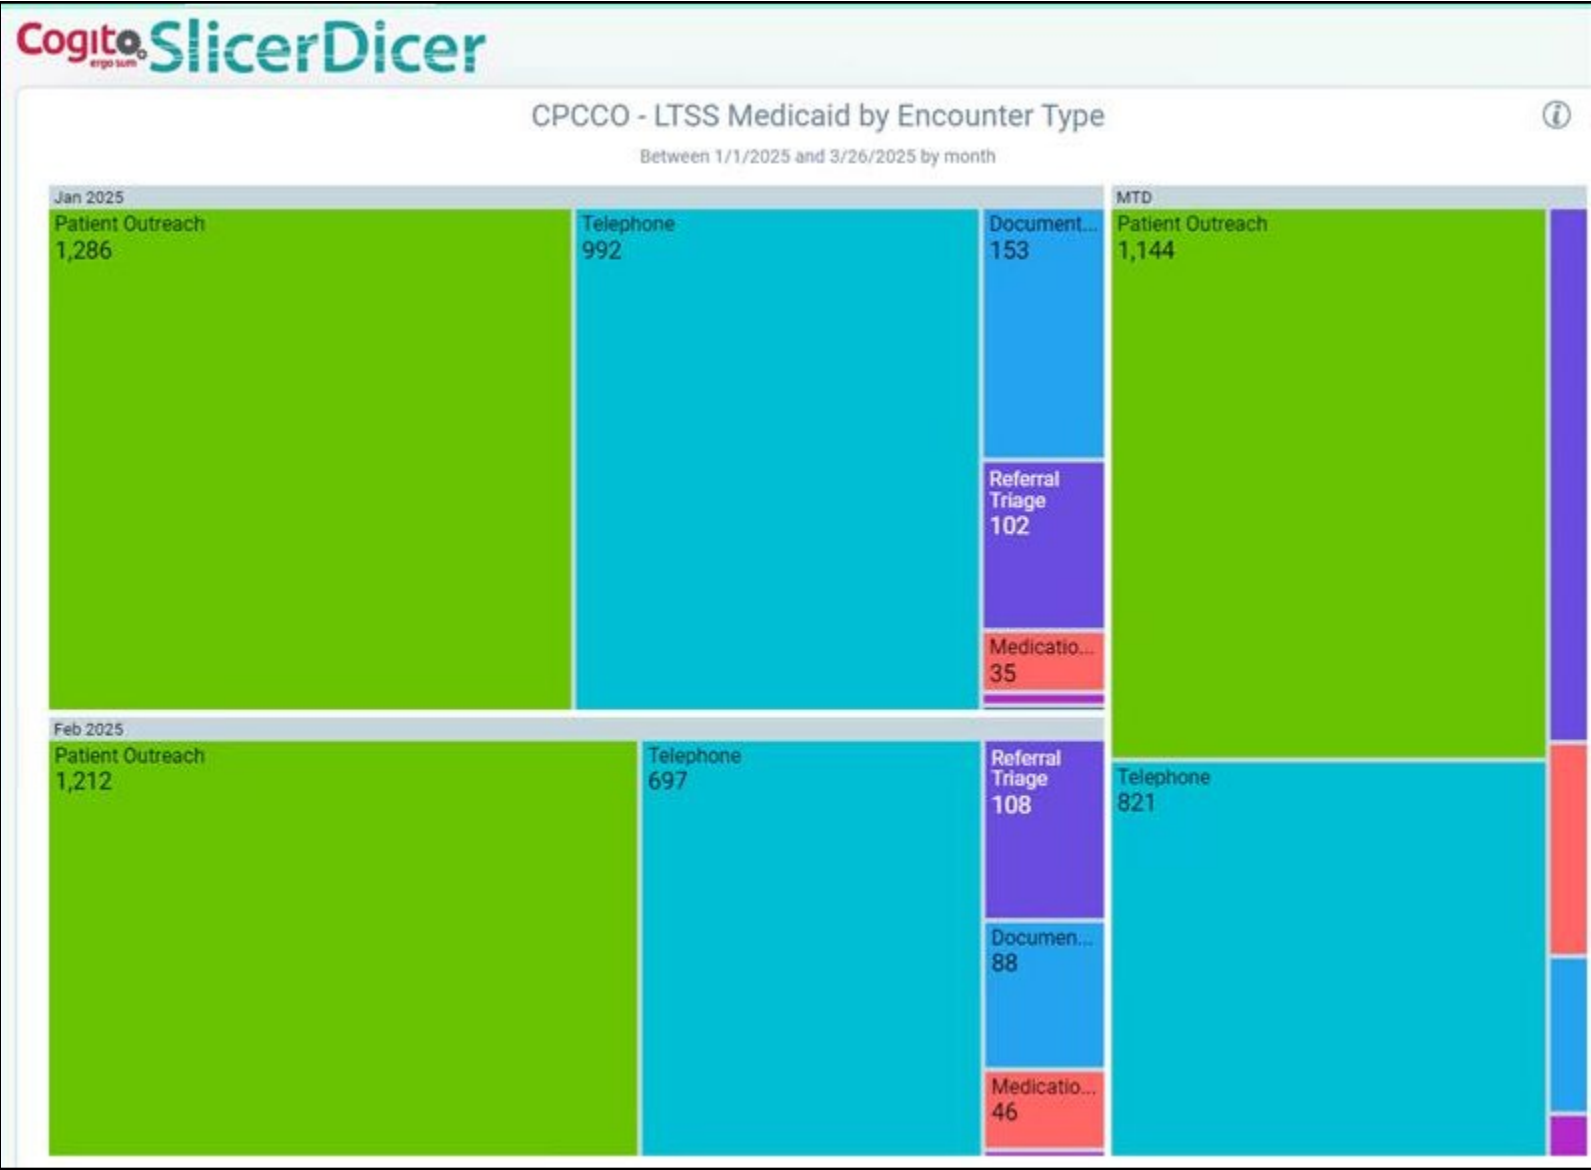 Cogito
ergo sum
SlicerDicer
CPCCO - LTSS Medicaid by Encounter Type
Between 1/1/2025 and 3/26/2025 by month
Jan 2025
Patient Outreach
1,286
Telephone
992
Document...
153
Referral
Triage
102
Medicatio...
35
MTD
Patient Outreach
1,144
Telephone
821
Feb 2025
Patient Outreach
1,212
Telephone
697
Referral
Triage
108
Documen...
88
Medicatio...
46